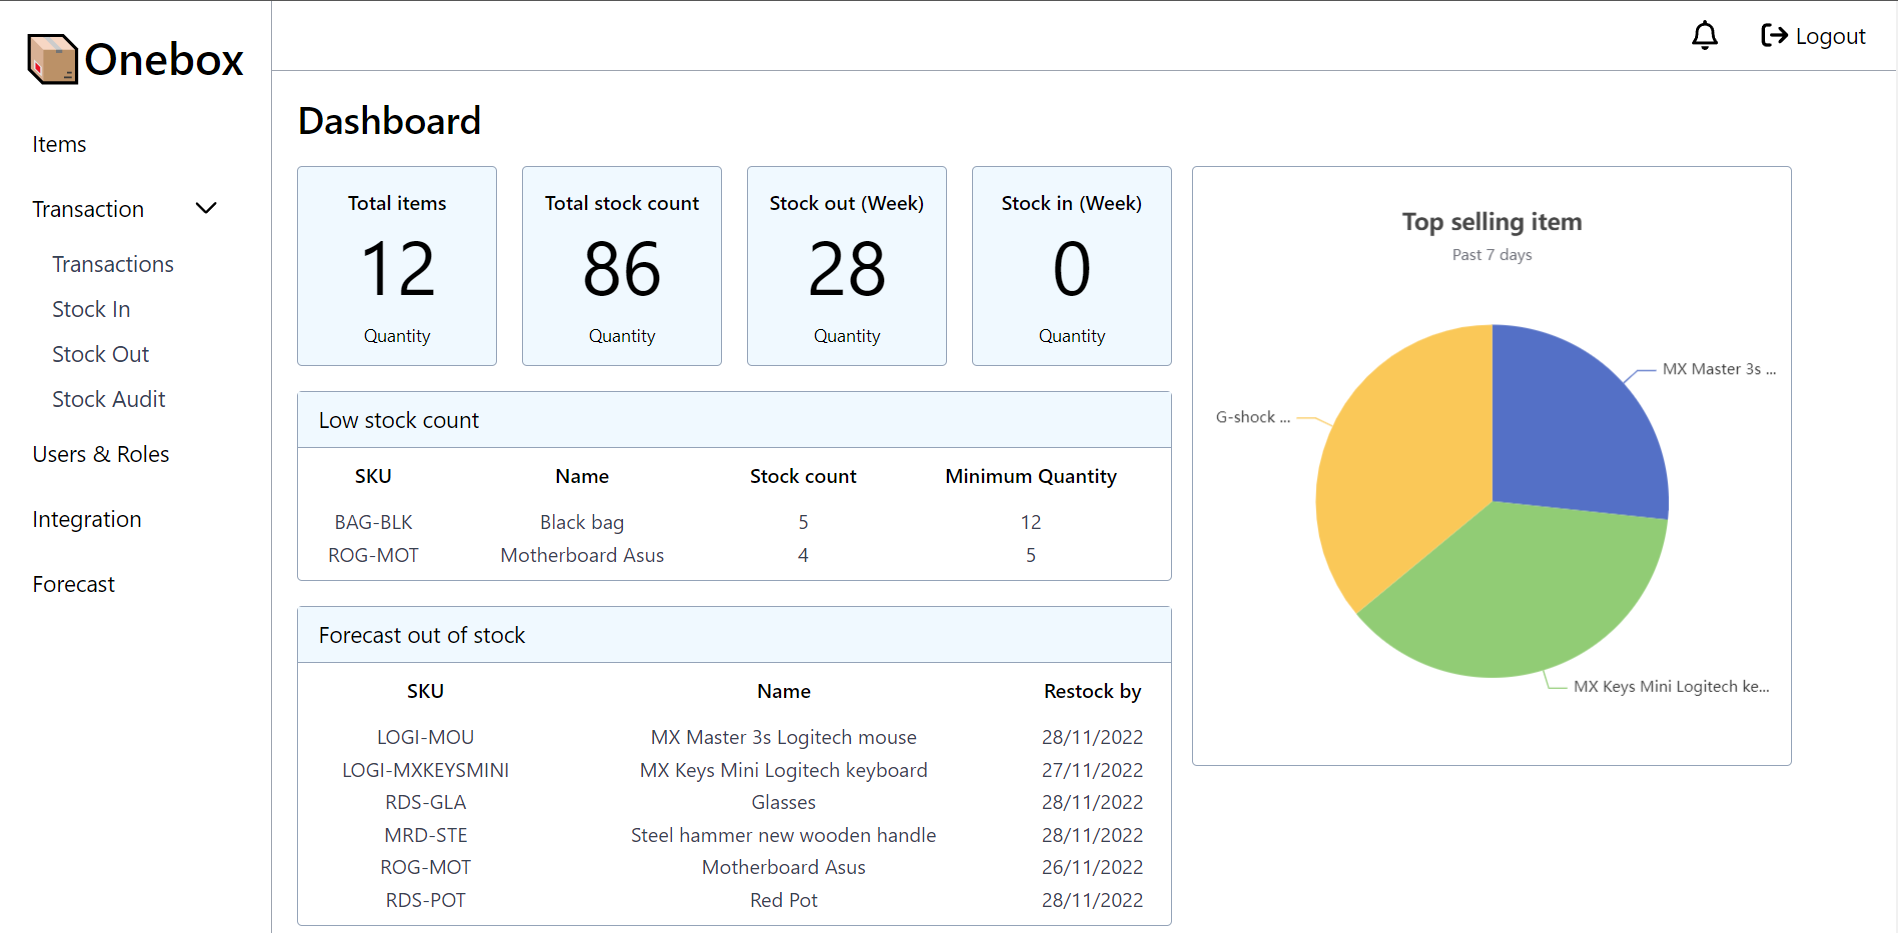 Onebox
Logout
Items
Transaction
Transactions
Stock In
Stock Out
Stock Audit
Users & Roles
Integration
Forecast
Dashboard
Total items
12
Quantity
Total stock count
86
Quantity
Stock out (Week)
28
Quantity
Stock in (Week)
0
Quantity
Low stock count
SKU Name Stock count Minimum Quantity
BAG-BLK Black bag 5 12
ROG-MOT Motherboard Asus 4 5
Forecast out of stock
SKU Name Restock by
LOGI-MOU MX Master 3s Logitech mouse 28/11/2022
LOGI-MXKEYSMINI MX Keys Mini Logitech keyboard 27/11/2022
RDS-GLA Glasses 28/11/2022
MRD-STE Steel hammer new wooden handle 28/11/2022
ROG-MOT Motherboard Asus 26/11/2022
RDS-POT Red Pot 28/11/2022
Top selling item
Past 7 days
MX Master 3s ...
G-shock ...
MX Keys Mini Logitech ke...